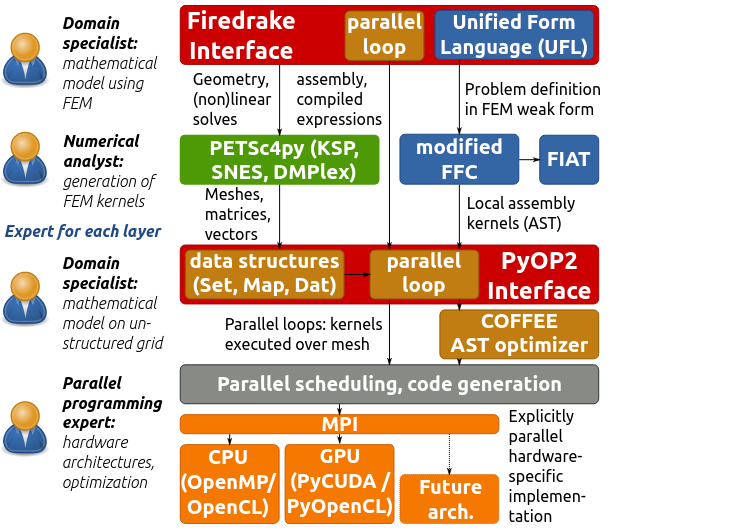 Domain
specialist:
mathematical
model using
FEM
Firedrake
Interface
parallel
loop
Unified Form
Language (UFL)
Geometry,
(non)linear
solves
assembly,
compiled
expressions
Problem definition
in FEM weak form
Numerical
analyst:
generation of
FEM kernels
PETSc4py (KSP,
SNES, DMPlex)
modified
FFC
FIAT
Meshes,
matrices,
vectors
Local assembly
kernels (AST)
Expert for each layer
Domain
specialist:
mathematical
model on un-
structured grid
data structures
(Set, Map, Dat)
parallel
loop
PyOP2
Interface
Parallel loops: kernels
executed over mesh
COFFEE
AST optimizer
Parallel
programming
expert:
hardware
architectures,
optimization
Parallel scheduling, code generation
MPI
CPU
(OpenMP/
OpenCL)
GPU
(PyCUDA /
PyOpenCL)
Future
arch.
Explicitly
parallel
hardware-
specific
implemen-
tation